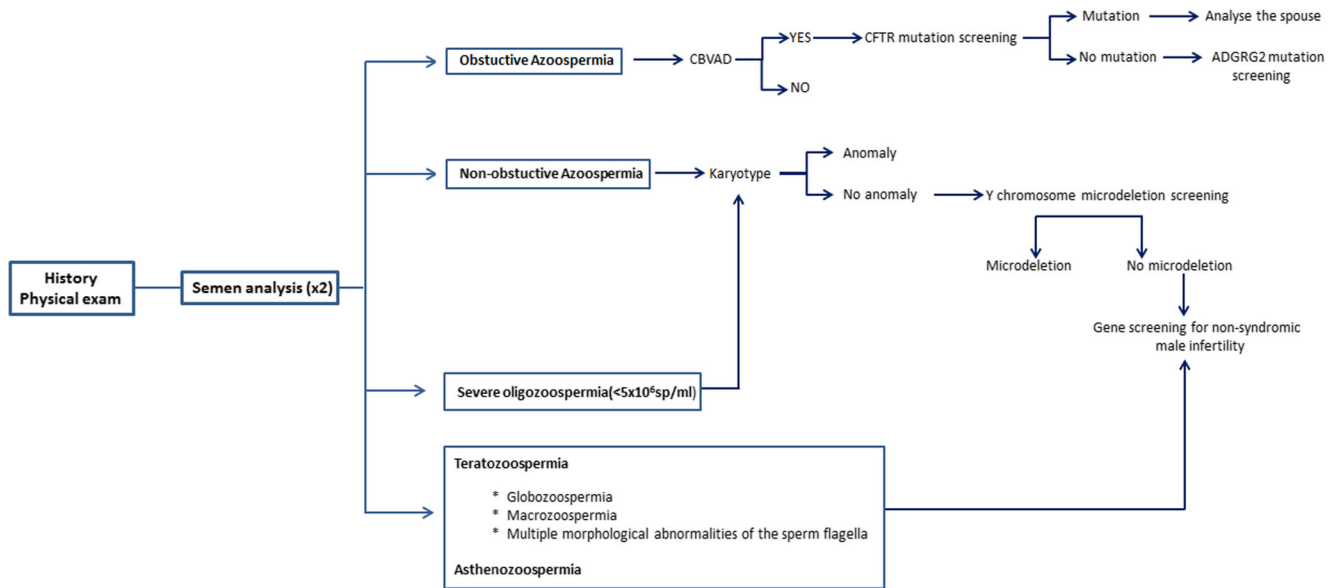 Mutation
Analyse the spouse
YES
CFTR mutation screening
Obstuctive Azoospermia
CBVAD
No mutation
ADGRG2 mutation
screening
NO
Anomaly
Non-obstuctive Azoospermia
Karyotype
No anomaly
Y chromosome microdeletion screening
Microdeletion
No microdeletion
History
Physical exam
Semen analysis (x2)
Gene screening for non-syndromic
male infertility
Severe oligozoospermia(<5x10⁶sp/ml)
Teratozoospermia
* Globozoospermia
* Macrozoospermia
* Multiple morphological abnormalities of the sperm flagella
Asthenozoospermia